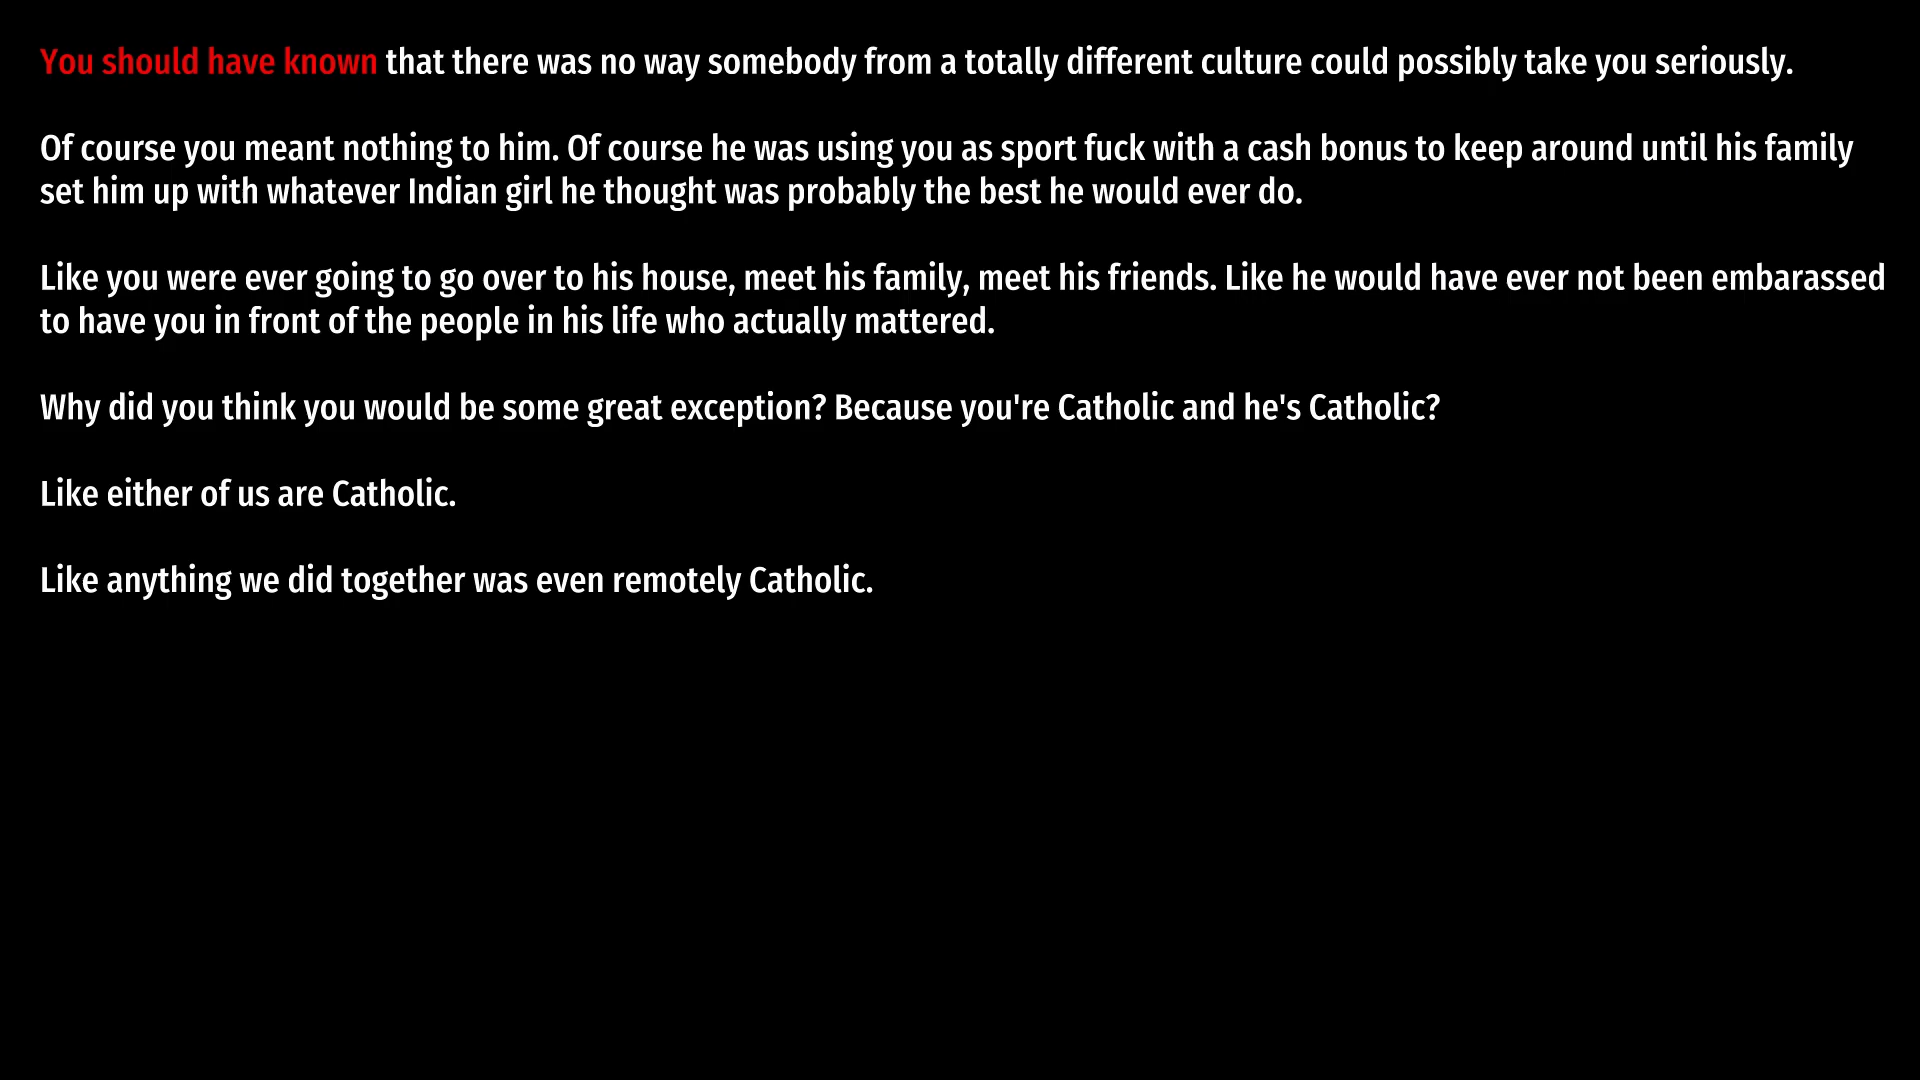 You should have known that there was no way somebody from a totally different culture could possibly take you seriously.
Of course you meant nothing to him. Of course he was using you as sport fuck with a cash bonus to keep around until his family
set him up with whatever Indian girl he thought was probably the best he would ever do.
Like you were ever going to go over to his house, meet his family, meet his friends. Like he would have ever not been embarassed
to have you in front of the people in his life who actually mattered.
Why did you think you would be some great exception? Because you're Catholic and he's Catholic?
Like either of us are Catholic.
Like anything we did together was even remotely Catholic.